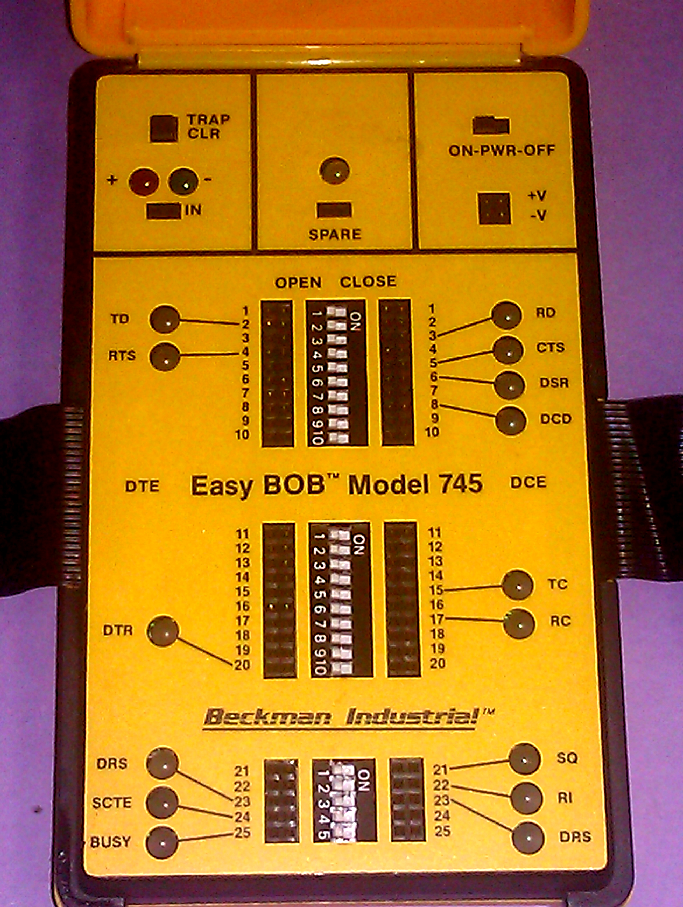 TRAP
CLR
+ -
IN
SPARE
ON-PWR-OFF
+V
-V
OPEN CLOSE
TD
RTS
1
2
3
4
5
6
7
8
9
10
1
2
3
4
5
6
7
8
9
10
ON
1
2
3
4
5
6
7
8
9
10
RD
CTS
DSR
DCD
DTE Easy BOB™ Model 745 DCE
DTR
11
12
13
14
15
16
17
18
19
20
1
2
3
4
5
6
7
8
9
10
ON
11
12
13
14
15
16
17
18
19
20
TC
RC
Beckman Industrial™
DRS
SCTE
BUSY
21
22
23
24
25
1
2
3
4
5
ON
21
22
23
24
25
SQ
RI
DRS